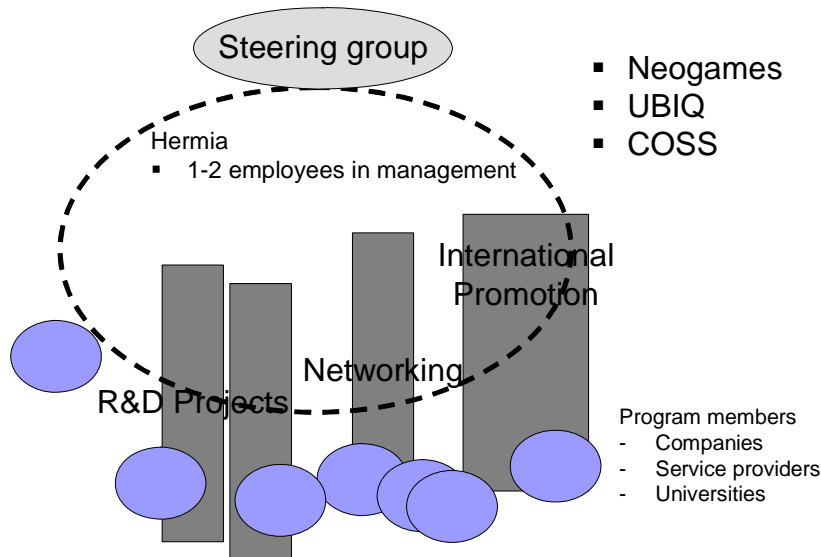 Steering group
▪ Neogames
▪ UBIQ
▪ COSS
Hermia
▪ 1-2 employees in management
International
Promotion
Networking
R&D Projects
Program members
- Companies
- Service providers
- Universities